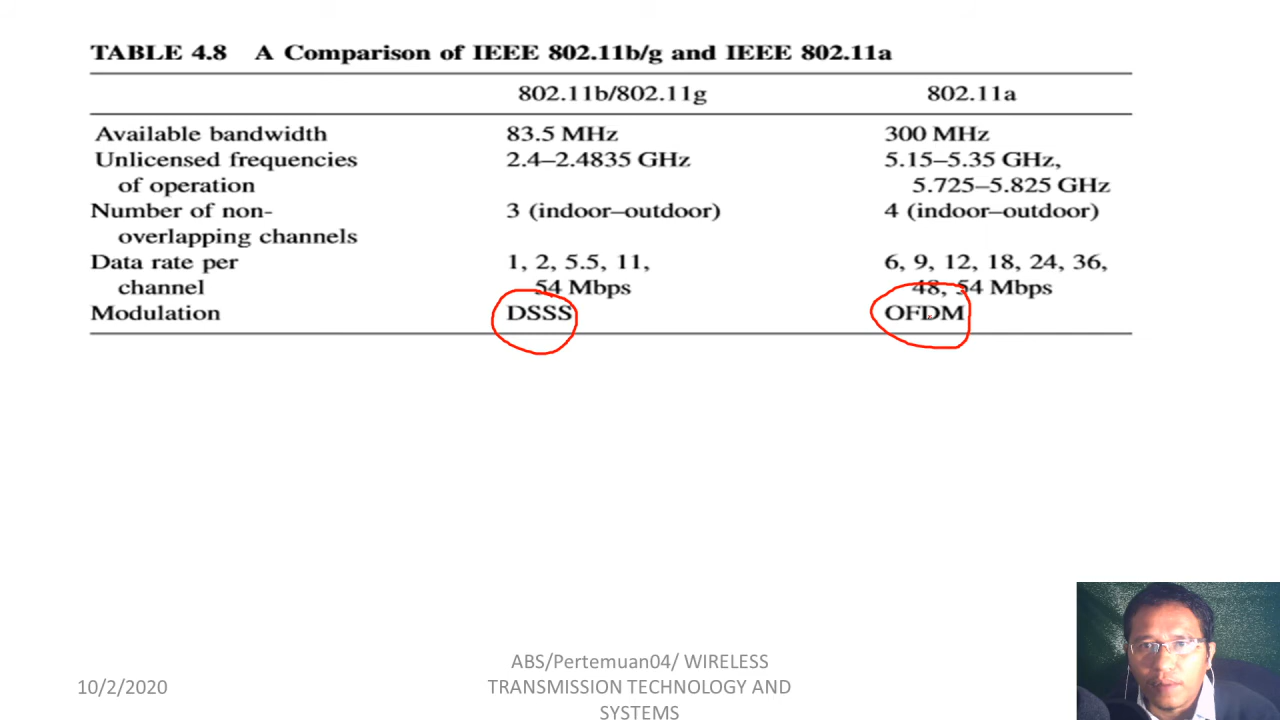 TABLE 4.8 A Comparison of IEEE 802.11b/g and IEEE 802.11a
802.11b/802.11g 802.11a
Available bandwidth 83.5 MHz 300 MHz
Unlicensed frequencies 2.4–2.4835 GHz 5.15–5.35 GHz,
of operation 5.725–5.825 GHz
Number of non- 3 (indoor–outdoor) 4 (indoor–outdoor)
overlapping channels
Data rate per 1, 2, 5.5, 11, 6, 9, 12, 18, 24, 36,
channel 54 Mbps 48, 54 Mbps
Modulation DSSS OFDM
10/2/2020
ABS/Pertemuan04/ WIRELESS
TRANSMISSION TECHNOLOGY AND
SYSTEMS